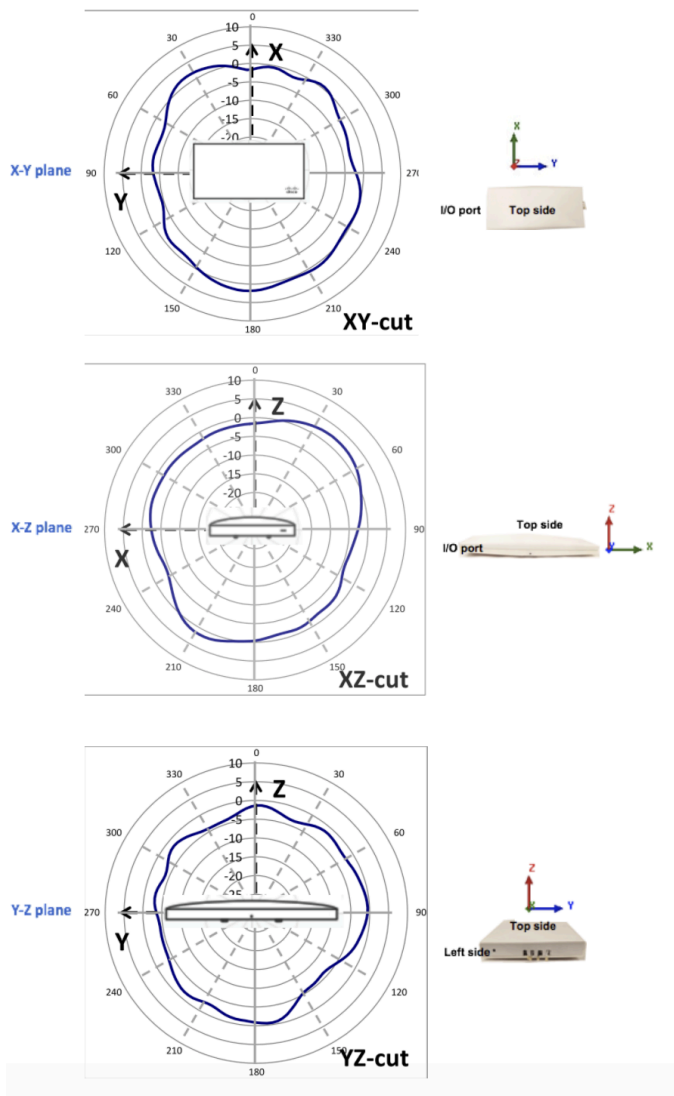 0
10
30
330
5
X
0
-5
60
300
-10
-15
-20
X-Y plane
90
270
Y
120
240
150
210
180
XY-cut
X
Z
Y
I/O port
Top side
0
10
330
30
5
Z
0
-5
300
60
-10
-15
-20
X-Z plane
270
90
X
240
120
210
150
180
XZ-cut
Z
Top side
I/O port
Y
X
0
10
330
30
5
Z
0
-5
300
60
-10
-15
-20
-25
Y-Z plane
270
90
Y
240
120
210
150
180
YZ-cut
Z
X
Y
Top side
Left side